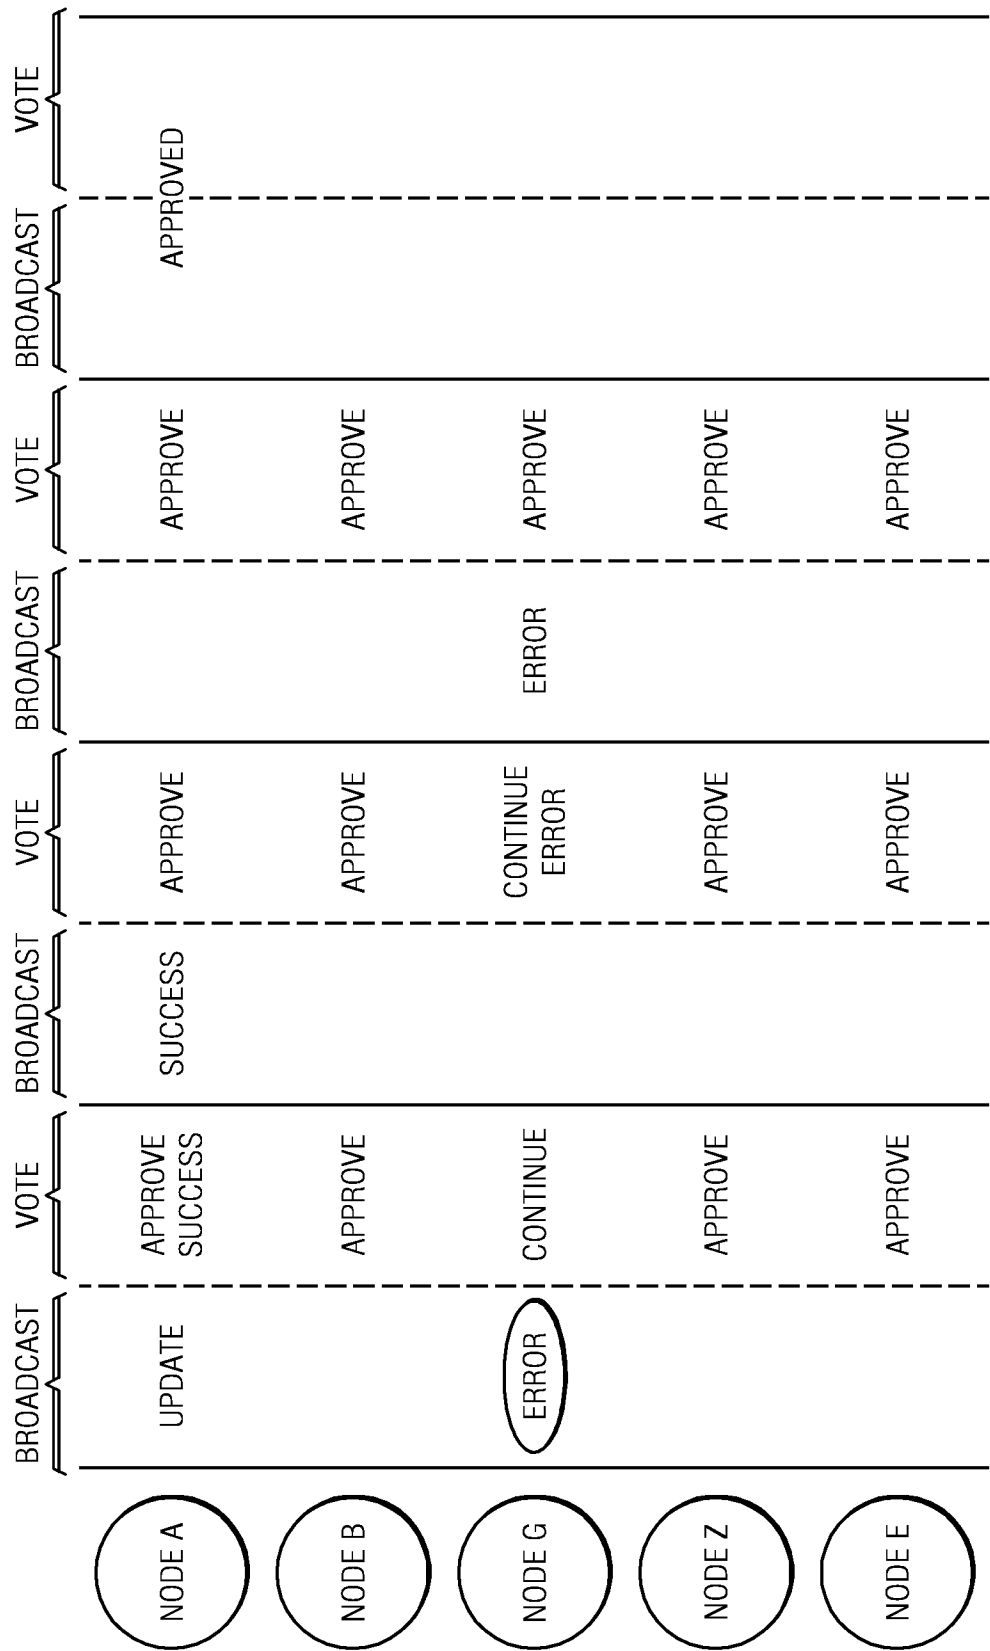 BROADCAST
VOTE
BROADCAST
VOTE
BROADCAST
VOTE
BROADCAST
VOTE
NODE A
UPDATE
APPROVE
SUCCESS
SUCCESS
APPROVE
APPROVE
APPROVED
NODE B
APPROVE
APPROVE
APPROVE
NODE G
ERROR
CONTINUE
CONTINUE
ERROR
ERROR
APPROVE
NODE Z
APPROVE
APPROVE
APPROVE
NODE E
APPROVE
APPROVE
APPROVE